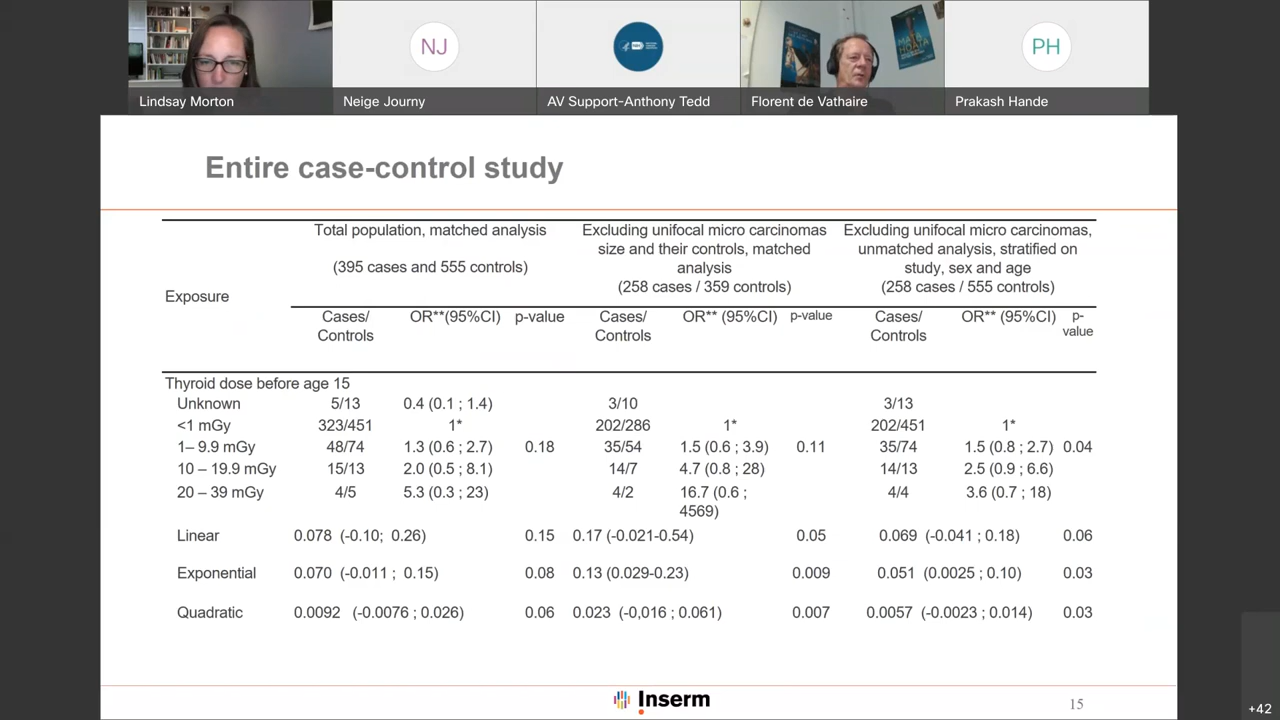 NJ
PH
Lindsay Morton
Neige Journy
AV Support-Anthony Tedd
Florent de Vathaire
Prakash Hande
Entire case-control study
Total population, matched analysis
(395 cases and 555 controls)
Excluding unifocal micro carcinomas
size and their controls, matched
analysis
(258 cases / 359 controls)
Excluding unifocal micro carcinomas,
unmatched analysis, stratified on
study, sex and age
(258 cases / 555 controls)
Exposure
Cases/
Controls
OR**(95%CI)
p-value
Cases/
Controls
OR** (95%CI)
p-value
Cases/
Controls
OR** (95%CI)
p-
value
Thyroid dose before age 15
Unknown 5/13 0.4 (0.1 ; 1.4) 3/10 3/13
<1 mGy 323/451 1* 202/286 1* 202/451 1*
1– 9.9 mGy 48/74 1.3 (0.6 ; 2.7) 0.18 35/54 1.5 (0.6 ; 3.9) 0.11 35/74 1.5 (0.8 ; 2.7) 0.04
10 – 19.9mGy 15/13 2.0 (0.5 ; 8.1) 14/7 4.7 (0.8 ; 28) 14/13 2.5 (0.9 ; 6.6)
20 – 39 mGy 4/5 5.3 (0.3 ; 23) 4/2 16.7 (0.6 ; 4/4 3.6 (0.7 ; 18)
4569)
Linear 0.078 (-0.10; 0.26) 0.15 0.17 (-0.021-0.54) 0.05 0.069 (-0.041 ; 0.18) 0.06
Exponential 0.070 (-0.011 ; 0.15) 0.08 0.13 (0.029-0.23) 0.009 0.051 (0.0025 ; 0.10) 0.03
Quadratic 0.0092 (-0.0076 ; 0.026) 0.06 0.023 (-0,016 ; 0.061) 0.007 0.0057 (-0.0023 ; 0.014) 0.03
Inserm
15
+42